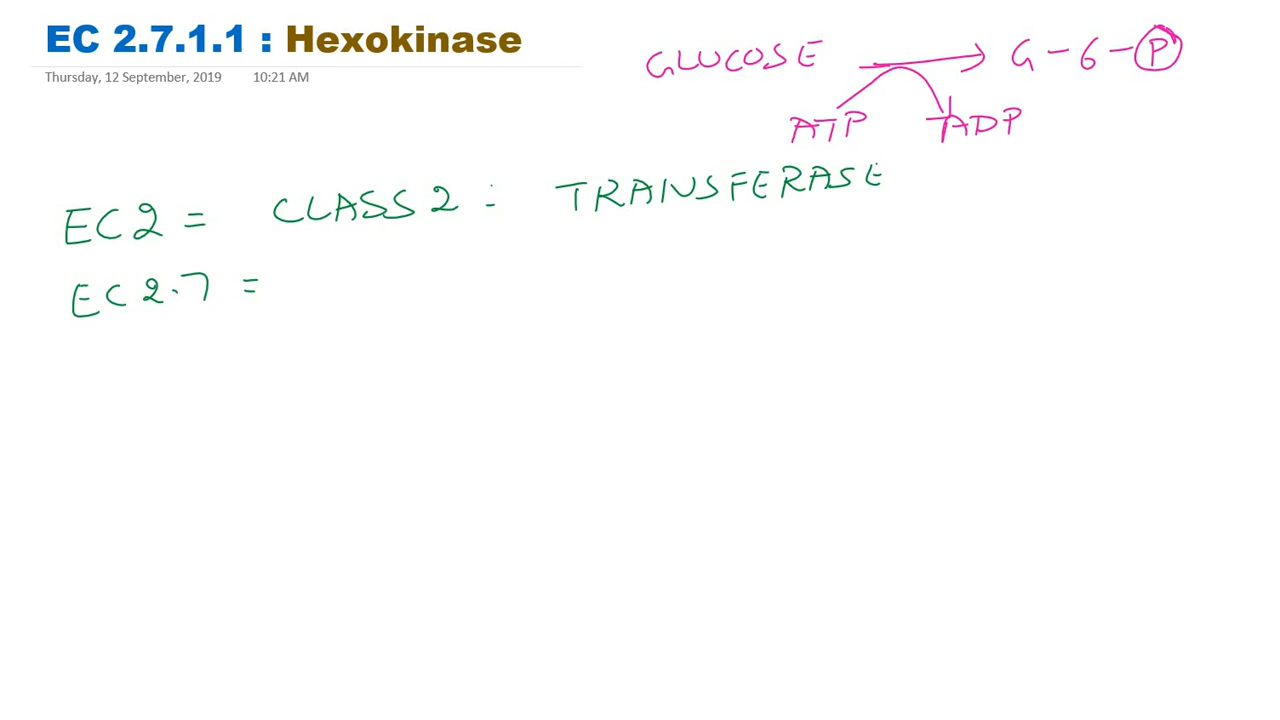 EC 2.7.1.1 : Hexokinase
Thursday, 12 September, 2019 10:21 AM
GLUCOSE → G-6-P
ATP ADP
EC2 = CLASS 2 : TRANSFERASE
EC 2.7 =